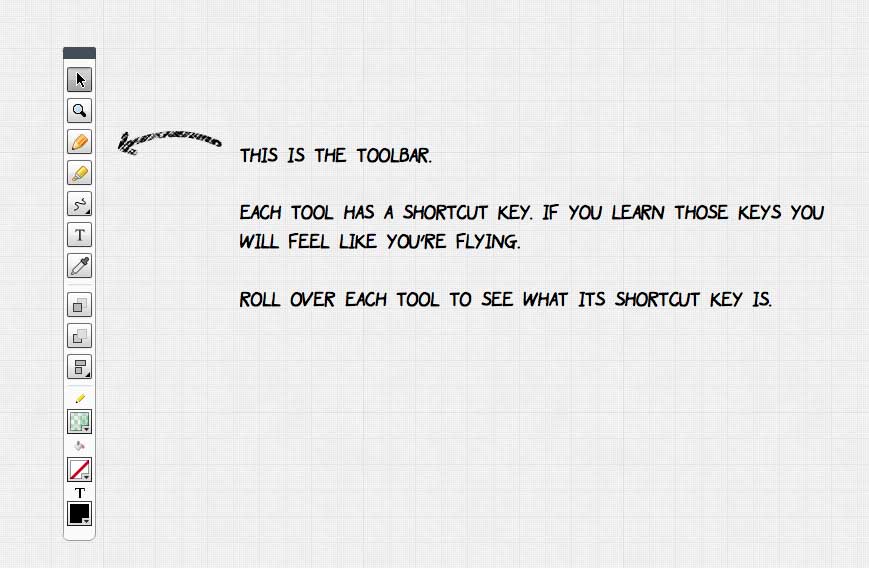 THIS IS THE TOOLBAR.
EACH TOOL HAS A SHORTCUT KEY. IF YOU LEARN THOSE KEYS YOU
WILL FEEL LIKE YOU'RE FLYING.
ROLL OVER EACH TOOL TO SEE WHAT ITS SHORTCUT KEY IS.
T
T